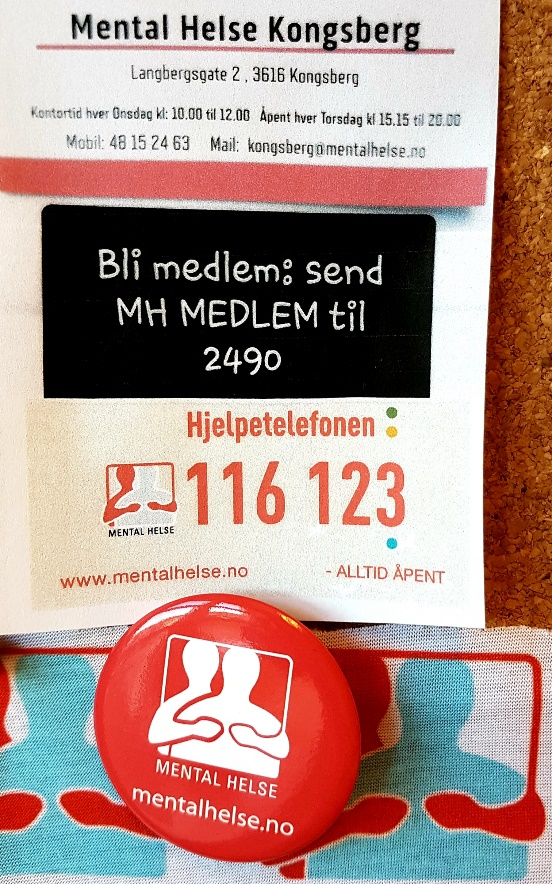 Mental Helse Kongsberg
Langbergsgate 2 , 3616 Kongsberg
Kontortid hver Onsdag kl: 10.00 til 12.00 Åpent hver Torsdag kl 15.15 til 20.00
Mobil: 48 15 24 63 Mail: kongsberg@mentalhelse.no
Bli medlem: send
MH MEDLEM til
2490
Hjelpetelefonen
116 123
MENTAL HELSE
www.mentalhelse.no - ALLTID ÅPENT
MENTAL HELSE
mentalhelse.no